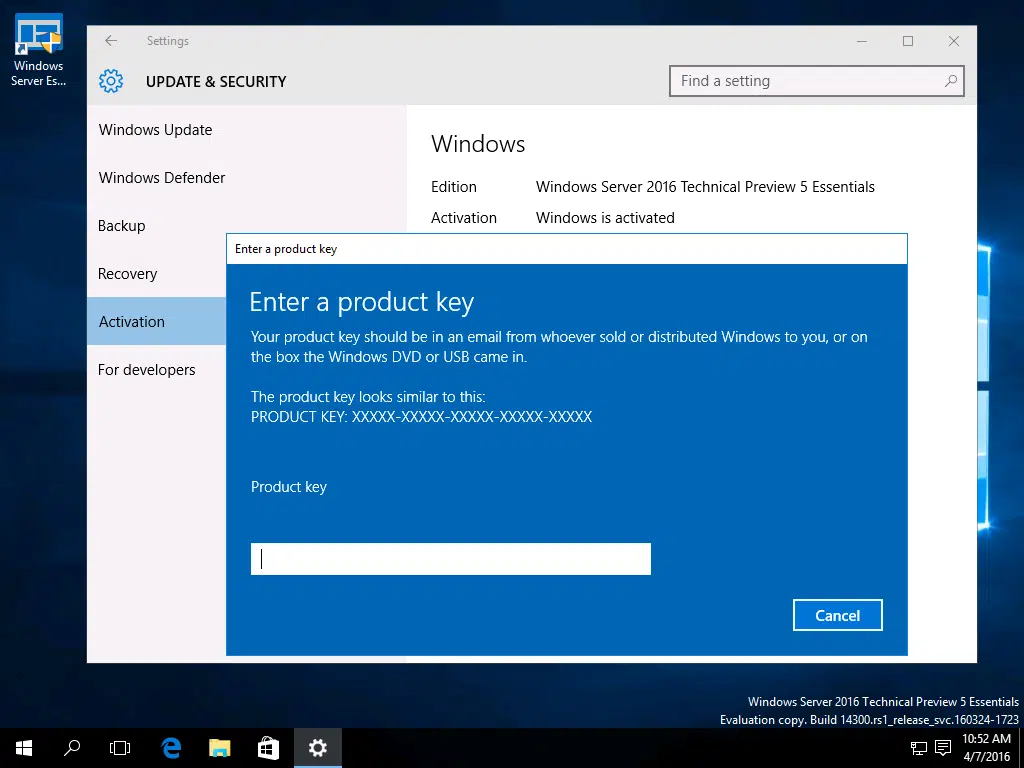 Windows
Server Es...
Settings
UPDATE & SECURITY
Find a setting
Windows Update
Windows Defender
Backup
Recovery
Activation
For developers
Windows
Edition Windows Server 2016 Technical Preview 5 Essentials
Activation Windows is activated
Enter a product key
Enter a product key
Your product key should be in an email from whoever sold or distributed Windows to you, or on
the box the Windows DVD or USB came in.
The product key looks similar to this:
PRODUCT KEY: XXXXX-XXXXX-XXXXX-XXXXX-XXXXX
Product key
Cancel
Windows Server 2016 Technical Preview 5 Essentials
Evaluation copy. Build 14300.rs1_release_svc.160324-1723
10:52 AM
4/7/2016